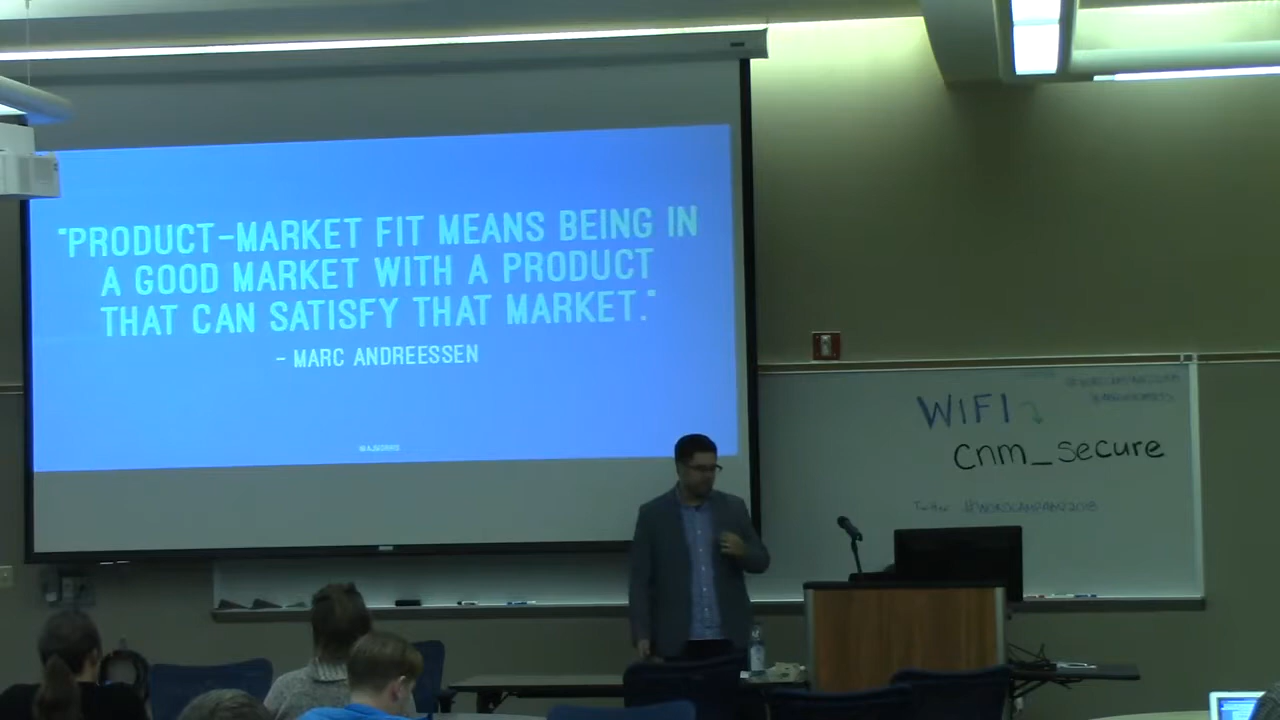 "PRODUCT-MARKET FIT MEANS BEING IN
A GOOD MARKET WITH A PRODUCT
THAT CAN SATISFY THAT MARKET."
- MARC ANDREESSEN
WIFI
cnm_secure
Twitter